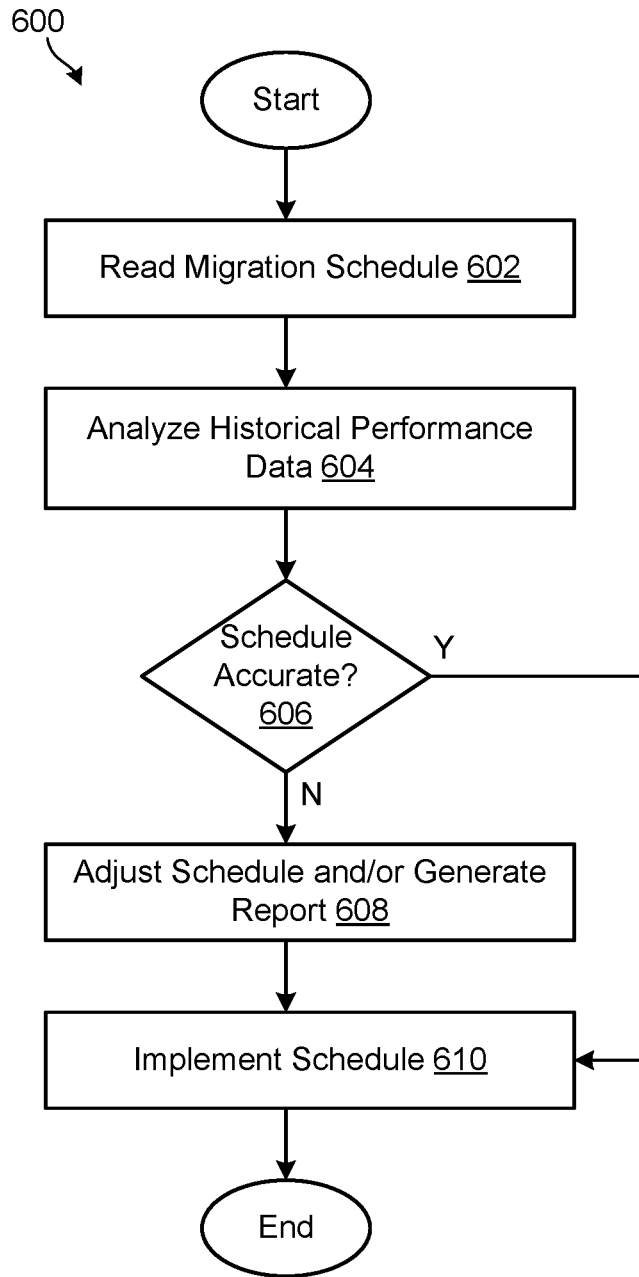 600
Start
Read Migration Schedule 602
Analyze Historical Performance
Data 604
Schedule
Accurate?
606
Y
N
Adjust Schedule and/or Generate
Report 608
Implement Schedule 610
End